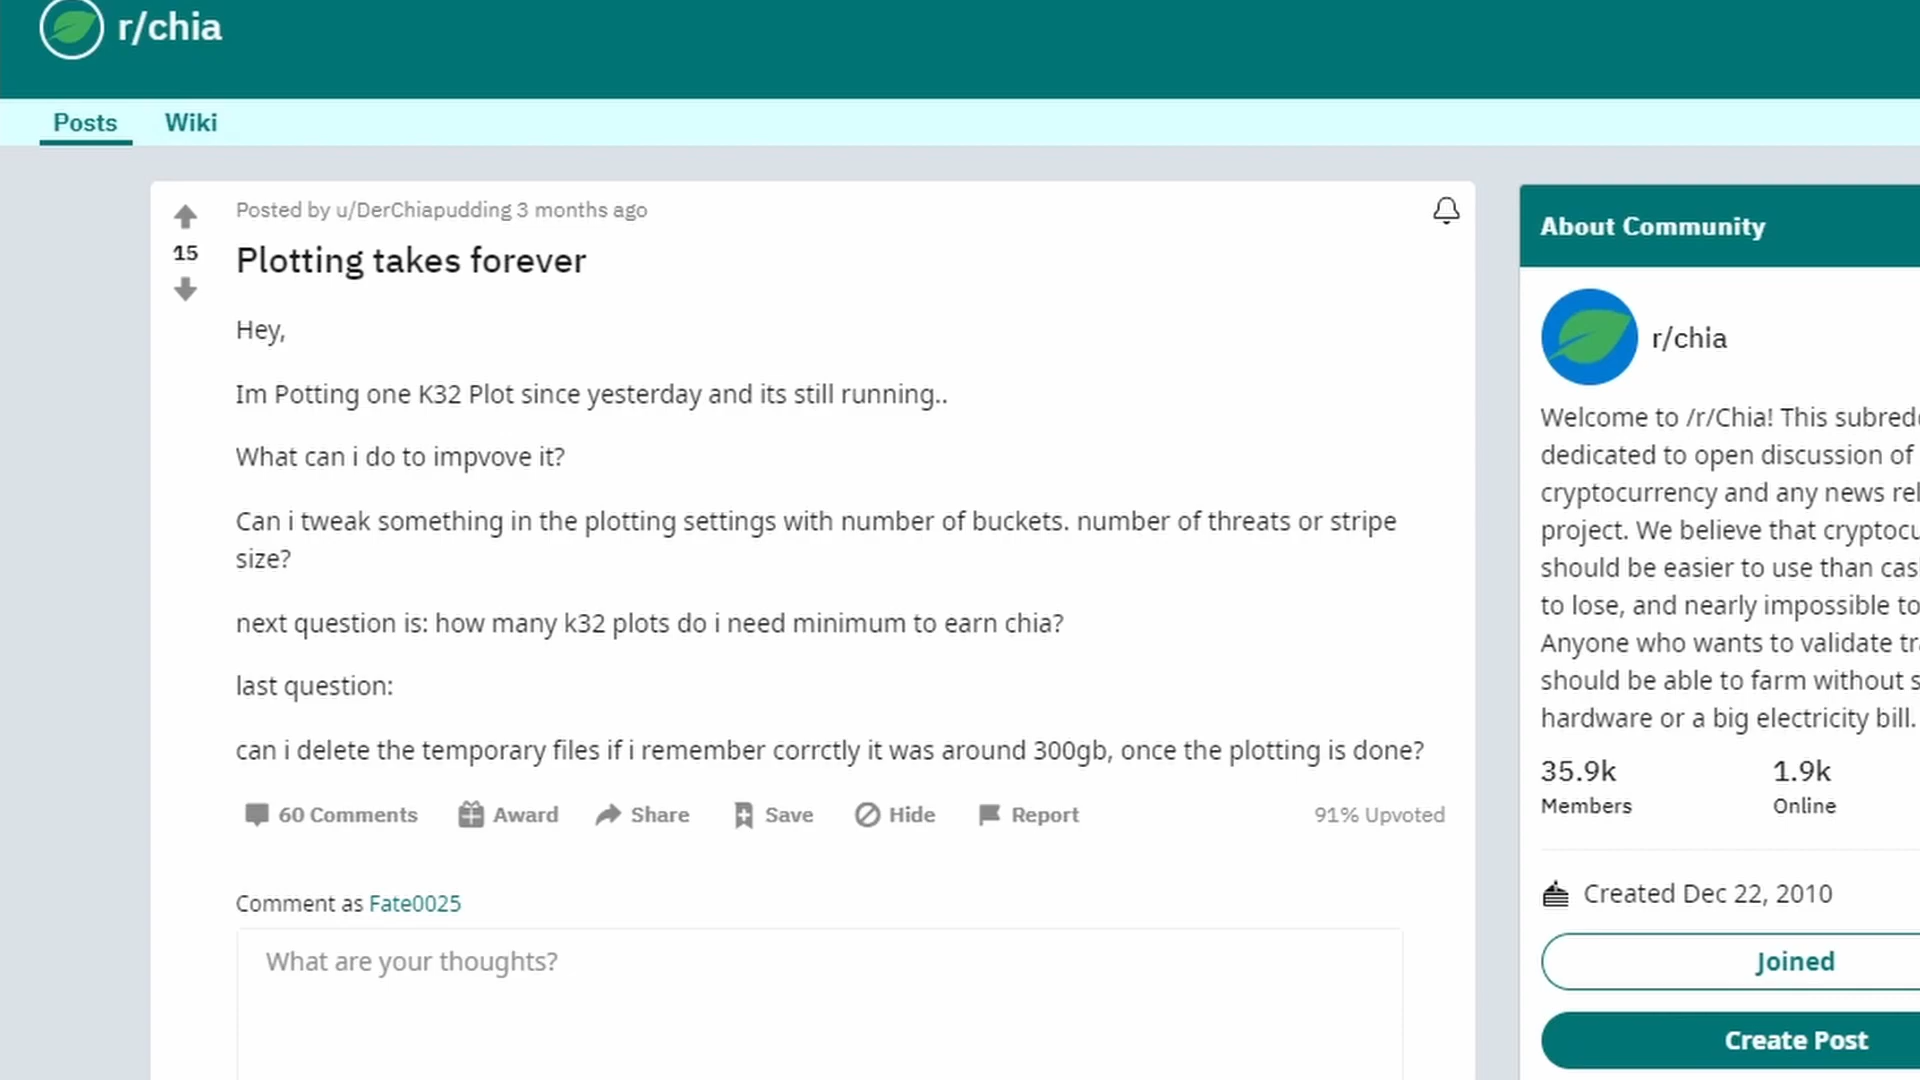 r/chia
Posts Wiki
Posted by u/DerChiapudding 3 months ago
15
Plotting takes forever
Hey,
Im Potting one K32 Plot since yesterday and its still running..
What can i do to impvove it?
Can i tweak something in the plotting settings with number of buckets. number of threats or stripe
size?
next question is: how many k32 plots do i need minimum to earn chia?
last question:
can i delete the temporary files if i remember corrctly it was around 300gb, once the plotting is done?
60 Comments Award Share Save Hide Report 91% Upvoted
Comment as Fate0025
What are your thoughts?
About Community
r/chia
Welcome to /r/Chia! This subred
dedicated to open discussion of
cryptocurrency and any news rel
project. We believe that cryptocu
should be easier to use than cas
to lose, and nearly impossible to
Anyone who wants to validate tr
should be able to farm without s
hardware or a big electricity bill.
35.9k 1.9k
Members Online
Created Dec 22, 2010
Joined
Create Post